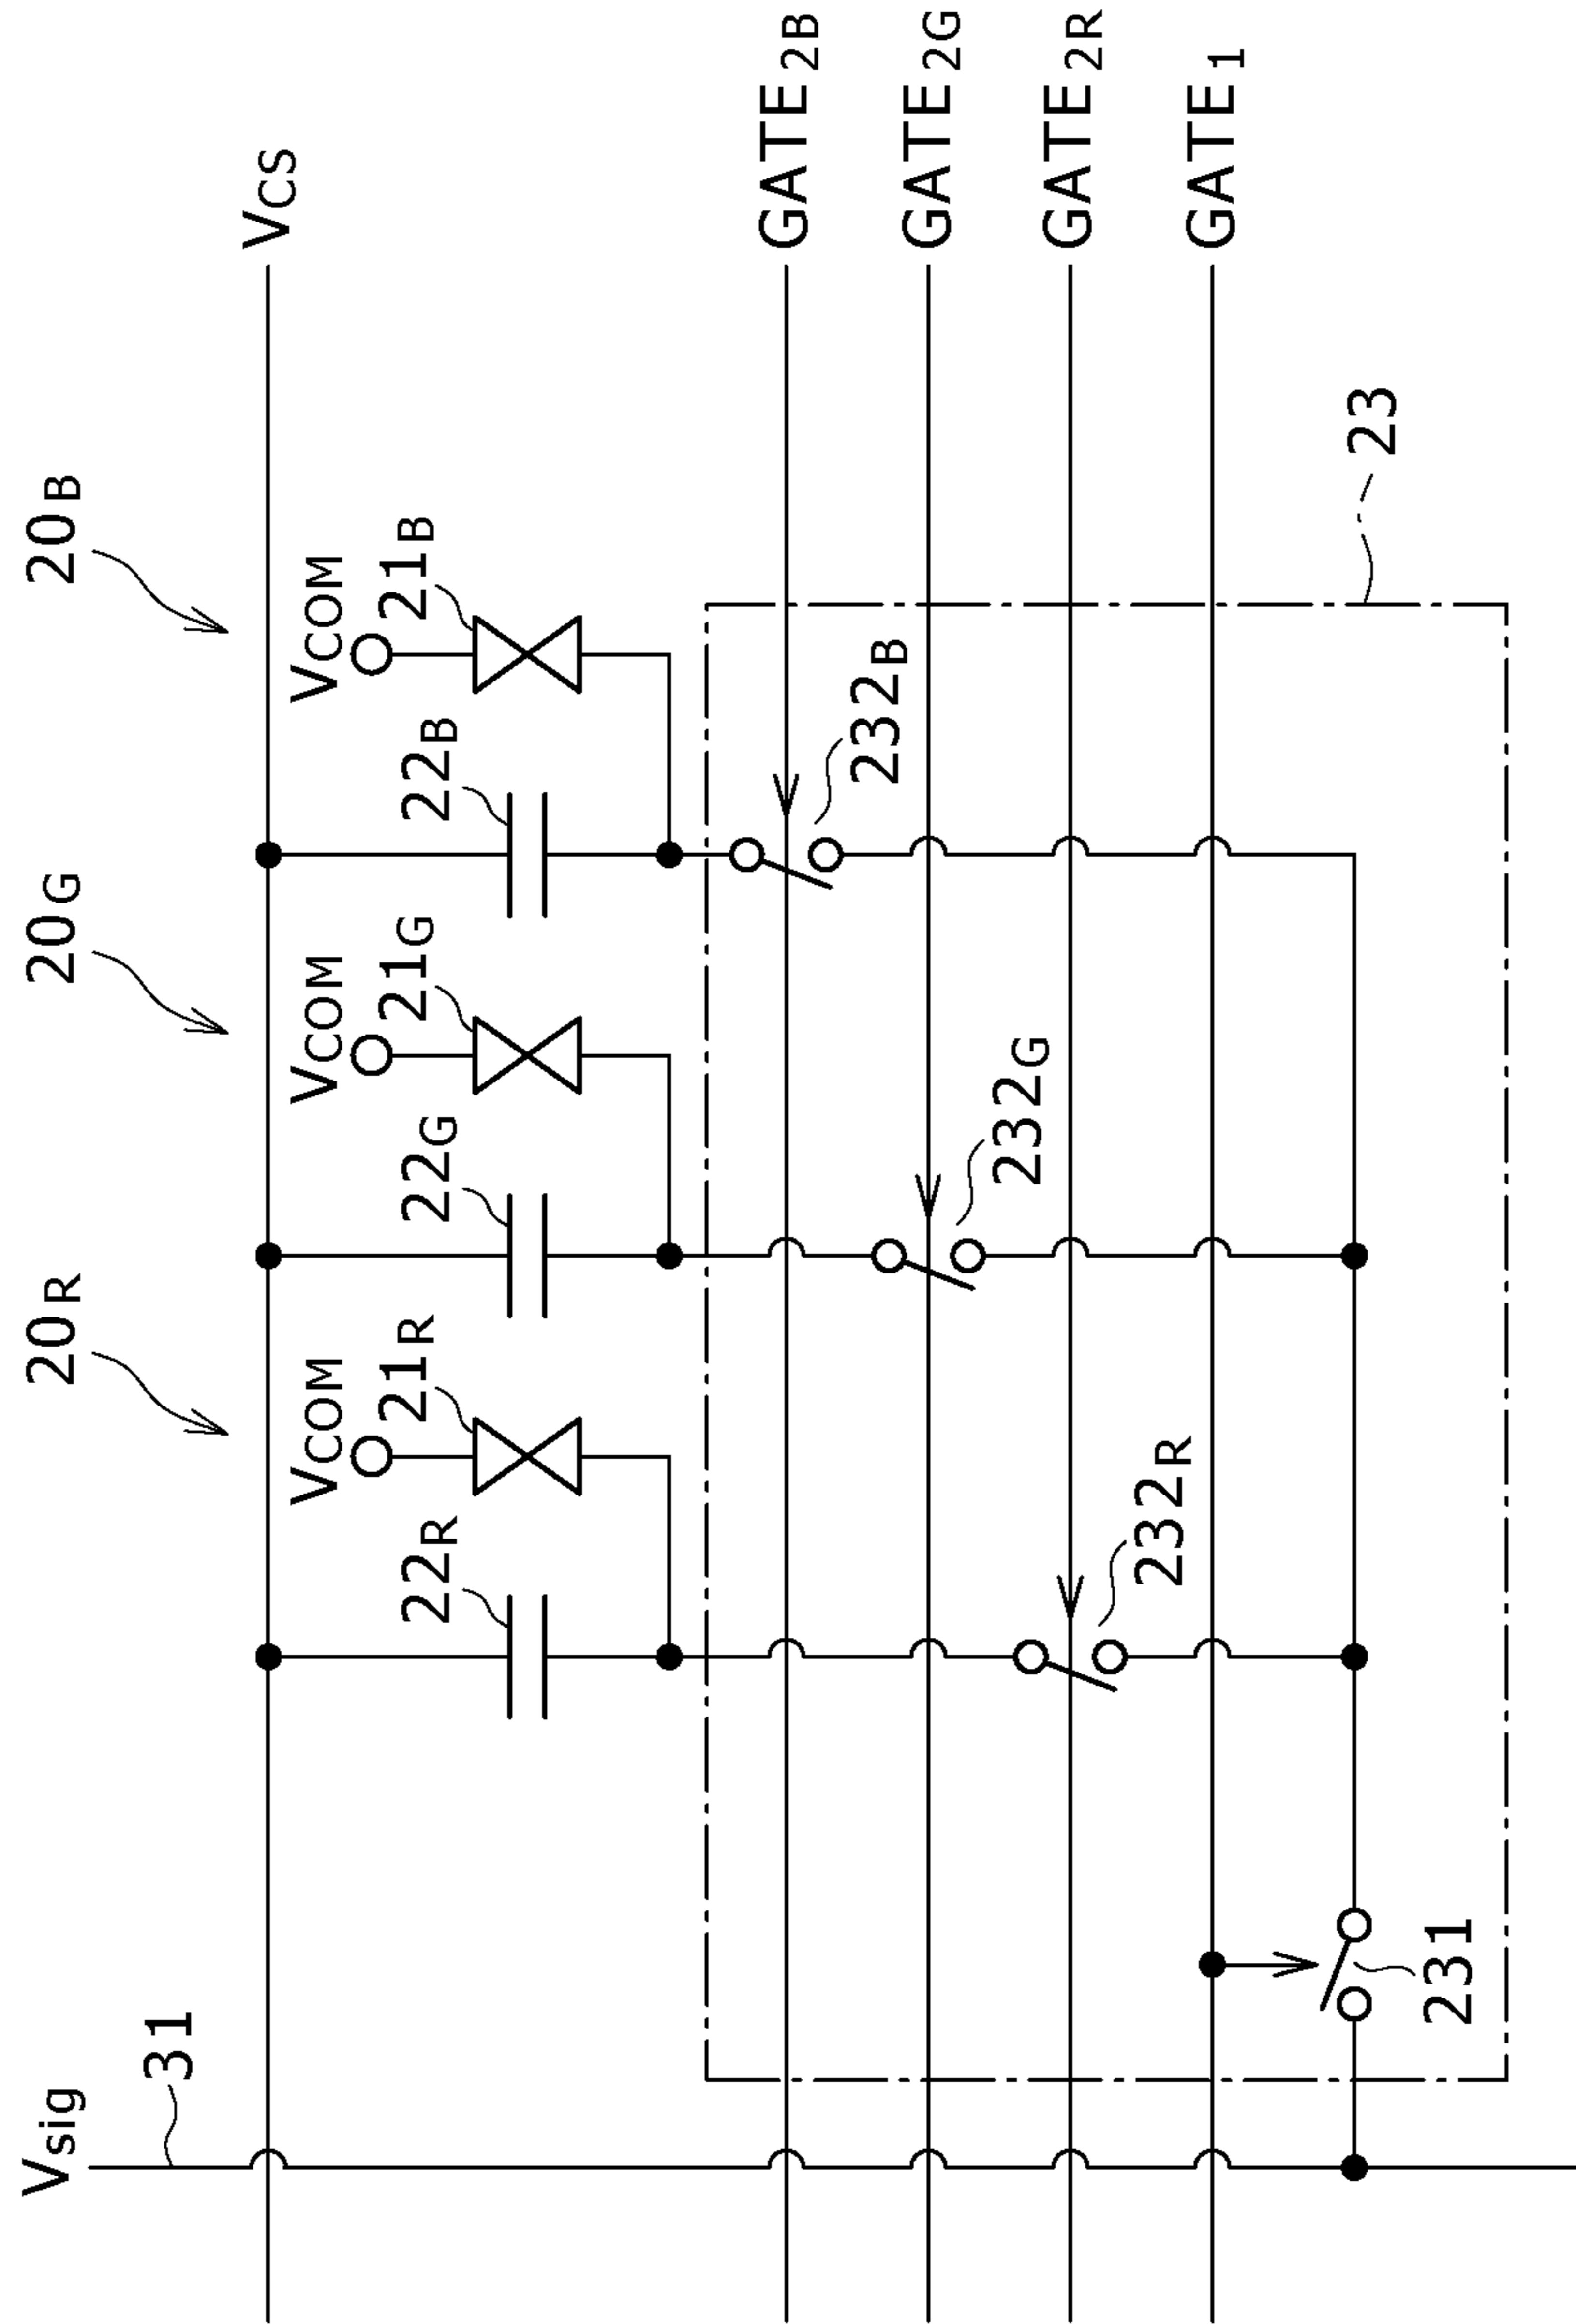 Vsig
31
20R
20G
20B
VCS
VCOM
VCOM
VCOM
22R
21R
22G
21G
22B
21B
GATE2B
232B
GATE2G
232G
GATE2R
232R
GATE1
231
23